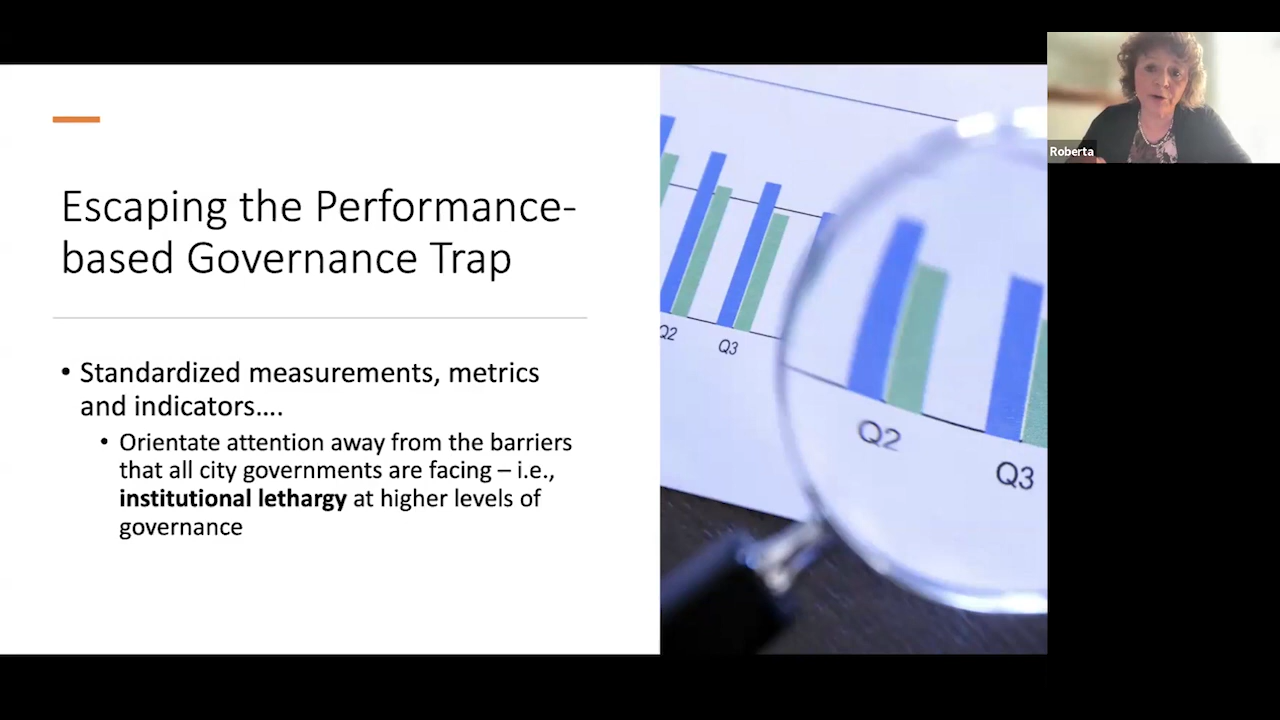 Escaping the Performance-
based Governance Trap
• Standardized measurements, metrics
and indicators….
• Orientate attention away from the barriers
that all city governments are facing – i.e.,
institutional lethargy at higher levels of
governance
Q2
Q3
Q2
Q3
Roberta